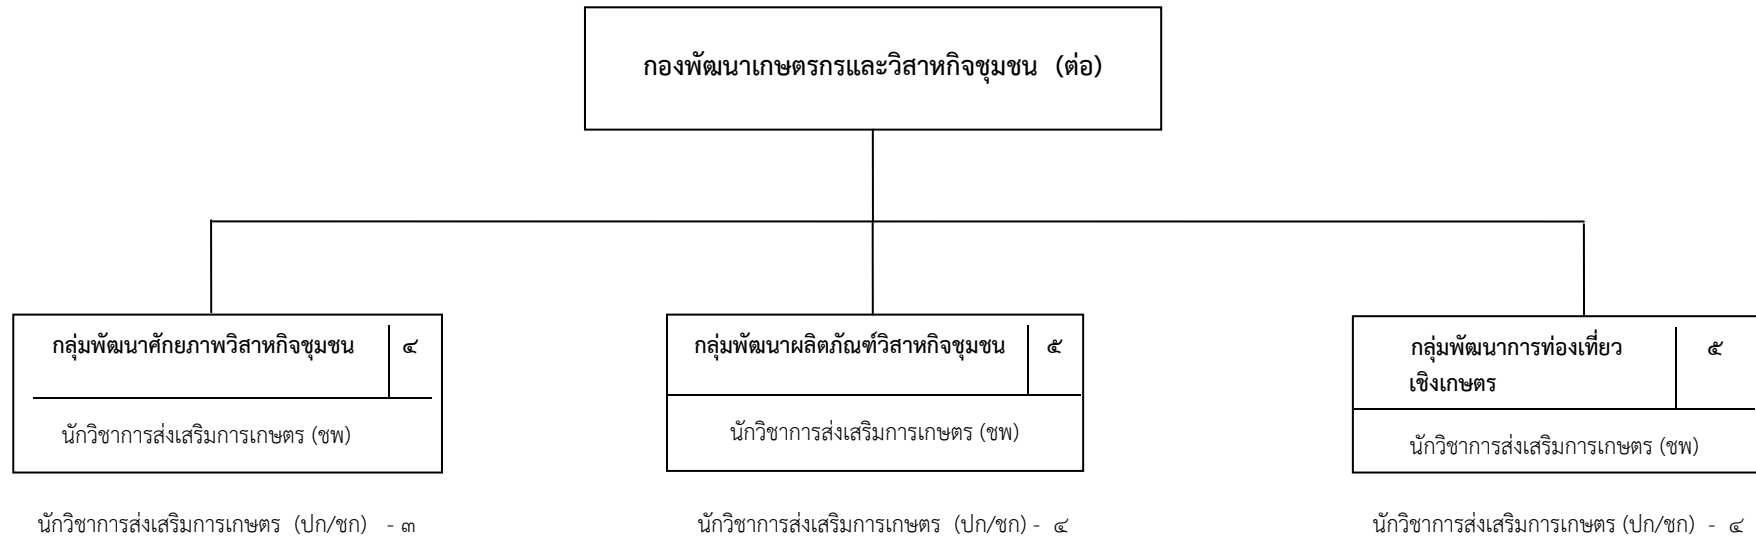 กองพัฒนาเกษตรกรและวิสาหกิจชุมชน (ต่อ)
กลุ่มพัฒนาศักยภาพวิสาหกิจชุมชน ๔
นักวิชาการส่งเสริมการเกษตร (ชพ)
นักวิชาการส่งเสริมการเกษตร (ปก/ชก) - ๓
กลุ่มพัฒนาผลิตภัณฑ์วิสาหกิจชุมชน ๕
นักวิชาการส่งเสริมการเกษตร (ชพ)
นักวิชาการส่งเสริมการเกษตร (ปก/ชก) - ๔
กลุ่มพัฒนาการท่องเที่ยว ๕
เชิงเกษตร
นักวิชาการส่งเสริมการเกษตร (ชพ)
นักวิชาการส่งเสริมการเกษตร (ปก/ชก) - ๔